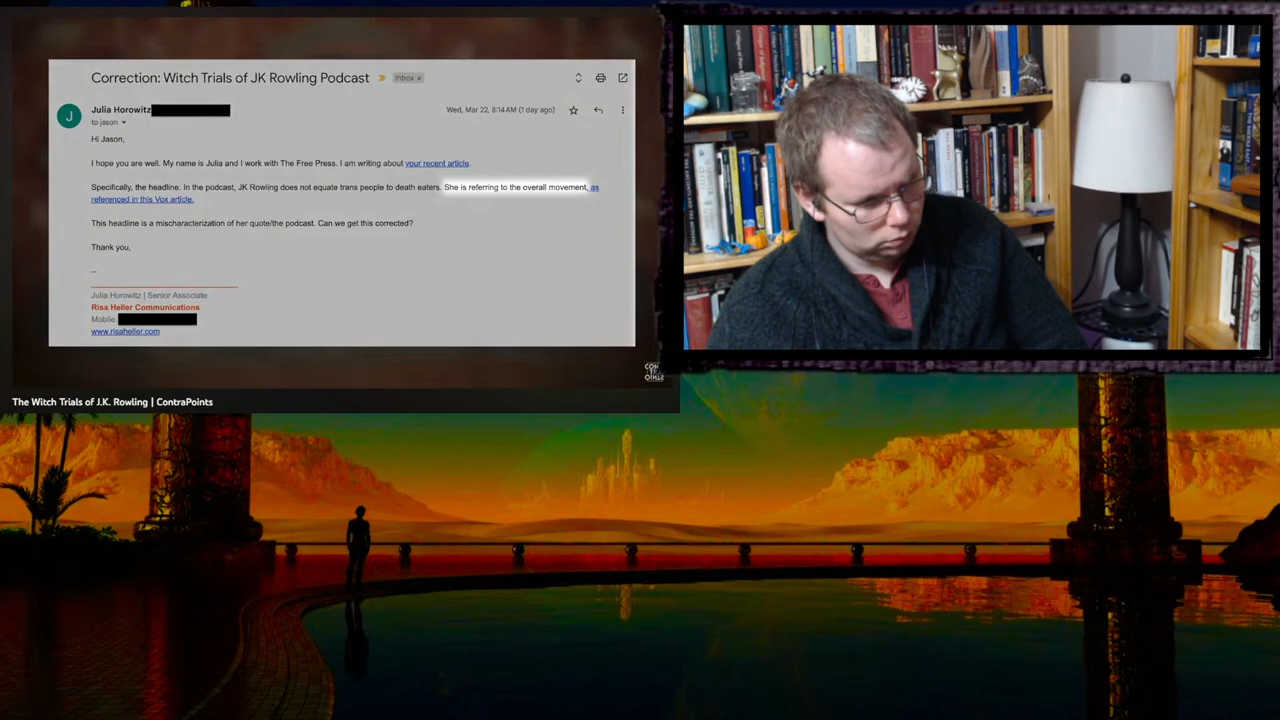 Correction: Witch Trials of JK Rowling Podcast
Inbox ×
J
Julia Horowitz
Wed, Mar 22, 8:14 AM (1 day ago)
to jason
Hi Jason,
I hope you are well. My name is Julia and I work with The Free Press. I am writing about your recent article.
Specifically, the headline. In the podcast, JK Rowling does not equate trans people to death eaters. She is referring to the overall movement, as
referenced in this Vox article.
This headline is a mischaracterization of her quote/the podcast. Can we get this corrected?
Thank you,
--
Julia Horowitz | Senior Associate
Risa Heller Communications
Mobile:
www.risaheller.com
The Witch Trials of J.K. Rowling | ContraPoints